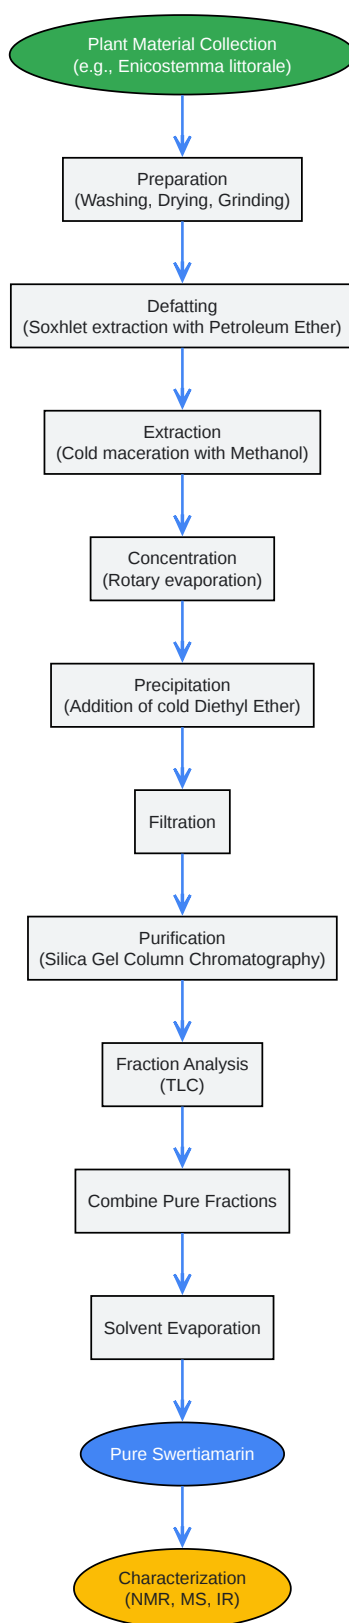 Plant Material Collection
(e.g., Enicostemma littorale)
Preparation
(Washing, Drying, Grinding)
Defatting
(Soxhlet extraction with Petroleum Ether)
Extraction
(Cold maceration with Methanol)
Concentration
(Rotary evaporation)
Precipitation
(Addition of cold Diethyl Ether)
Filtration
Purification
(Silica Gel Column Chromatography)
Fraction Analysis
(TLC)
Combine Pure Fractions
Solvent Evaporation
Pure Swertiamarin
Characterization
(NMR, MS, IR)